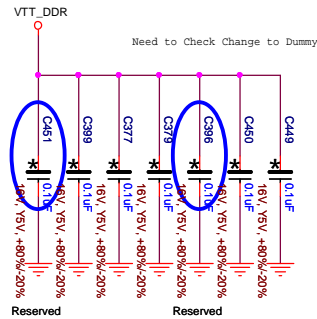 VTT_DDR
Need to Check Change to Dummy
C451
*
0.1uF
16V, Y5V, +80%/-20%
C399
*
0.1uF
16V, Y5V, +80%/-20%
C377
*
0.1uF
16V, Y5V, +80%/-20%
C379
*
0.1uF
16V, Y5V, +80%/-20%
C396
*
0.1uF
16V, Y5V, +80%/-20%
C450
*
0.1uF
16V, Y5V, +80%/-20%
C449
*
0.1uF
16V, Y5V, +80%/-20%
Reserved
Reserved